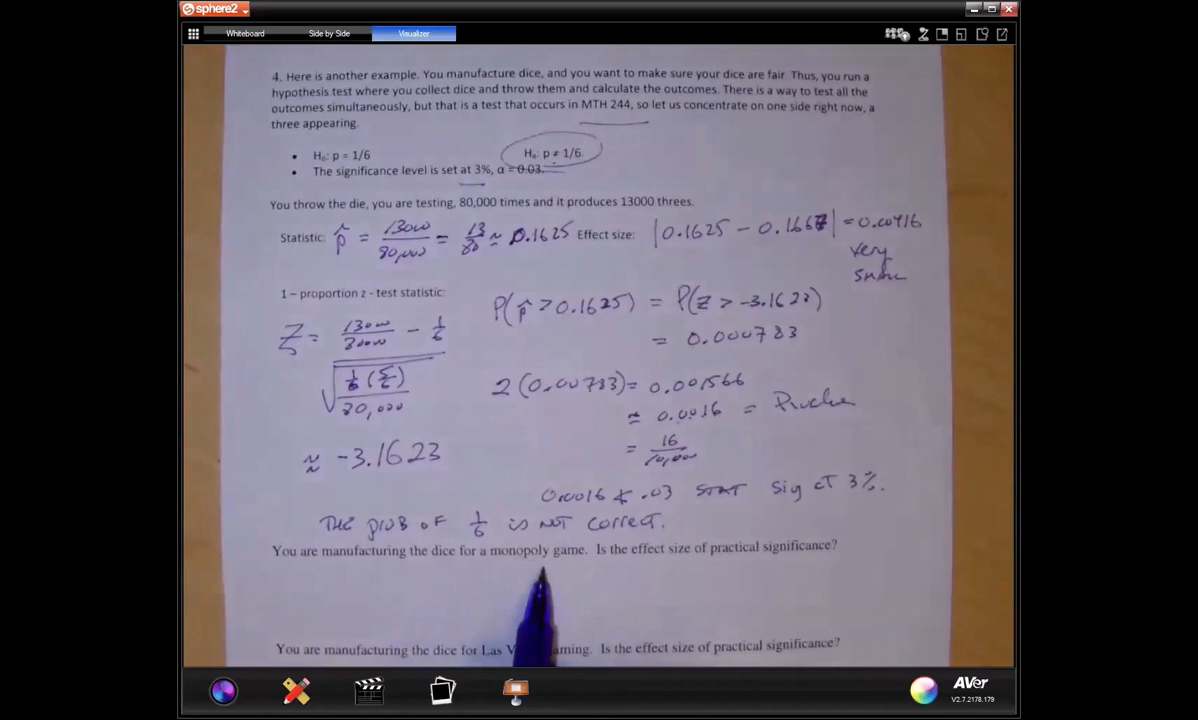 sphere2
Whiteboard
Side by Side
Visualizer
4. Here is another example. You manufacture dice, and you want to make sure your dice are fair. Thus, you run a
hypothesis test where you collect dice and throw them and calculate the outcomes. There is a way to test all the
outcomes simultaneously, but that is a test that occurs in MTH 244, so let us concentrate on one side right now, a
three appearing.
• H₀: p = 1/6 Hₐ: p ≠ 1/6.
• The significance level is set at 3%, α = 0.03.
You throw the die, you are testing, 80,000 times and it produces 13000 threes.
Statistic: p̂ = 13000/80,000 = 13/80 ≈ 0.1625 Effect size: |0.1625 - 0.1667| = 0.00416
very
small
1 – proportion z - test statistic:
P(p̂ > 0.1625) = P(Z > -3.1622)
= 0.000783
Z = (13000/80000 - 1/6) / √(1/6 (5/6) / 80,000)
2(0.00783) = 0.001566
≈ 0.0016 = Pvalue
≈ -3.1623
= 16/10,000
0.0016 < .03 STAT Sig at 3%.
THE prob of 1/6 is NOT correct.
You are manufacturing the dice for a monopoly game. Is the effect size of practical significance?
You are manufacturing the dice for Las V aming. Is the effect size of practical significance?
AVer
V2.7.2178.179